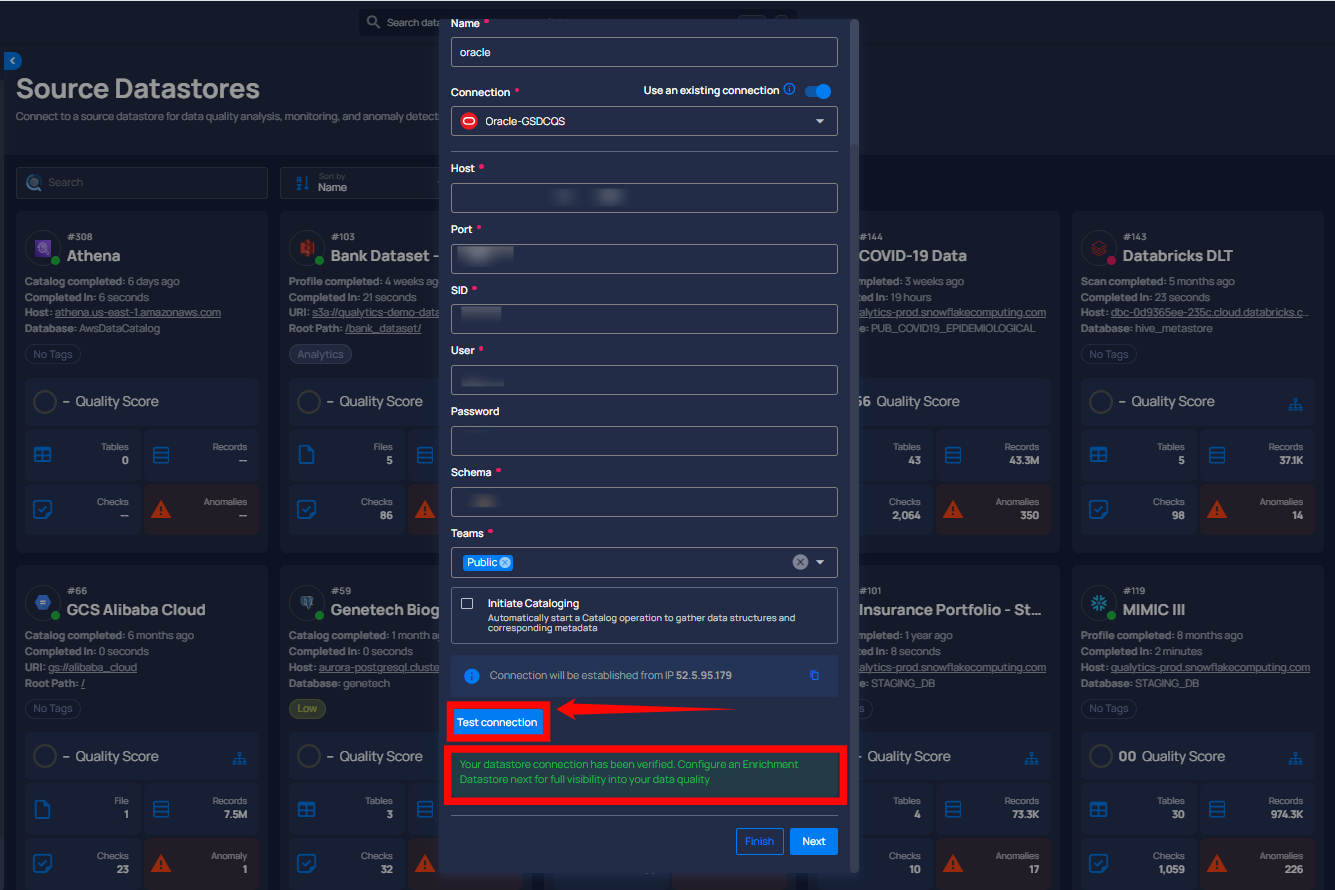 Search data
Source Datastores
Connect to a source datastore for data quality analysis, monitoring, and anomaly detect
Search
Sort by
Name
#308
Athena
Catalog completed: 6 days ago
Completed In: 6 seconds
Host: athena.us-east-1.amazonaws.com
Database: AwsDataCatalog
No Tags
– Quality Score
Tables
0
Records
--
Checks
--
Anomalies
--
#103
Bank Dataset -
Profile completed: 4 weeks ag
Completed In: 21 seconds
URI: s3a://qualytics-demo-data
Root Path: /bank_dataset/
Analytics
– Quality Score
Files
5
Checks
86
Name *
oracle
Connection *
Use an existing connection
Oracle-GSDCQS
Host *
Port *
SID *
User *
Password
Schema *
Teams *
Public
Initiate Cataloging
Automatically start a Catalog operation to gather data structures and
corresponding metadata
Connection will be established from IP 52.5.95.179
Test connection
Your datastore connection has been verified. Configure an Enrichment
Datastore next for full visibility into your data quality
Finish
Next
#144
COVID-19 Data
mpleted: 3 weeks ago
ed In: 19 hours
alytics-prod.snowflakecomputing.com
e: PUB_COVID19_EPIDEMIOLOGICAL
56 Quality Score
Tables
43
Records
43.3M
Checks
2,064
Anomalies
350
#143
Databricks DLT
Scan completed: 5 months ago
Completed In: 23 seconds
Host: dbc-0d9365ee-235c.cloud.databricks.c...
Database: hive_metastore
No Tags
– Quality Score
Tables
5
Records
37.1K
Checks
98
Anomalies
14
#66
GCS Alibaba Cloud
Catalog completed: 6 months ago
Completed In: 0 seconds
URI: gs://alibaba_cloud
Root Path: /
No Tags
– Quality Score
File
1
Records
7.5M
Checks
23
Anomaly
1
#59
Genetech Biog
Catalog completed: 1 month a
Completed In: 0 seconds
Host: aurora-postgresql.cluste
Database: genetech
Low
– Quality Score
Tables
3
Checks
32
#101
Insurance Portfolio - St...
mpleted: 1 year ago
ed In: 8 seconds
alytics-prod.snowflakecomputing.com
e: STAGING_DB
s
Quality Score
Tables
4
Records
73.3K
Checks
10
Anomalies
17
#119
MIMIC III
Profile completed: 8 months ago
Completed In: 2 minutes
Host: qualytics-prod.snowflakecomputing.com
Database: STAGING_DB
No Tags
00 Quality Score
Tables
30
Records
974.3K
Checks
1,059
Anomalies
226